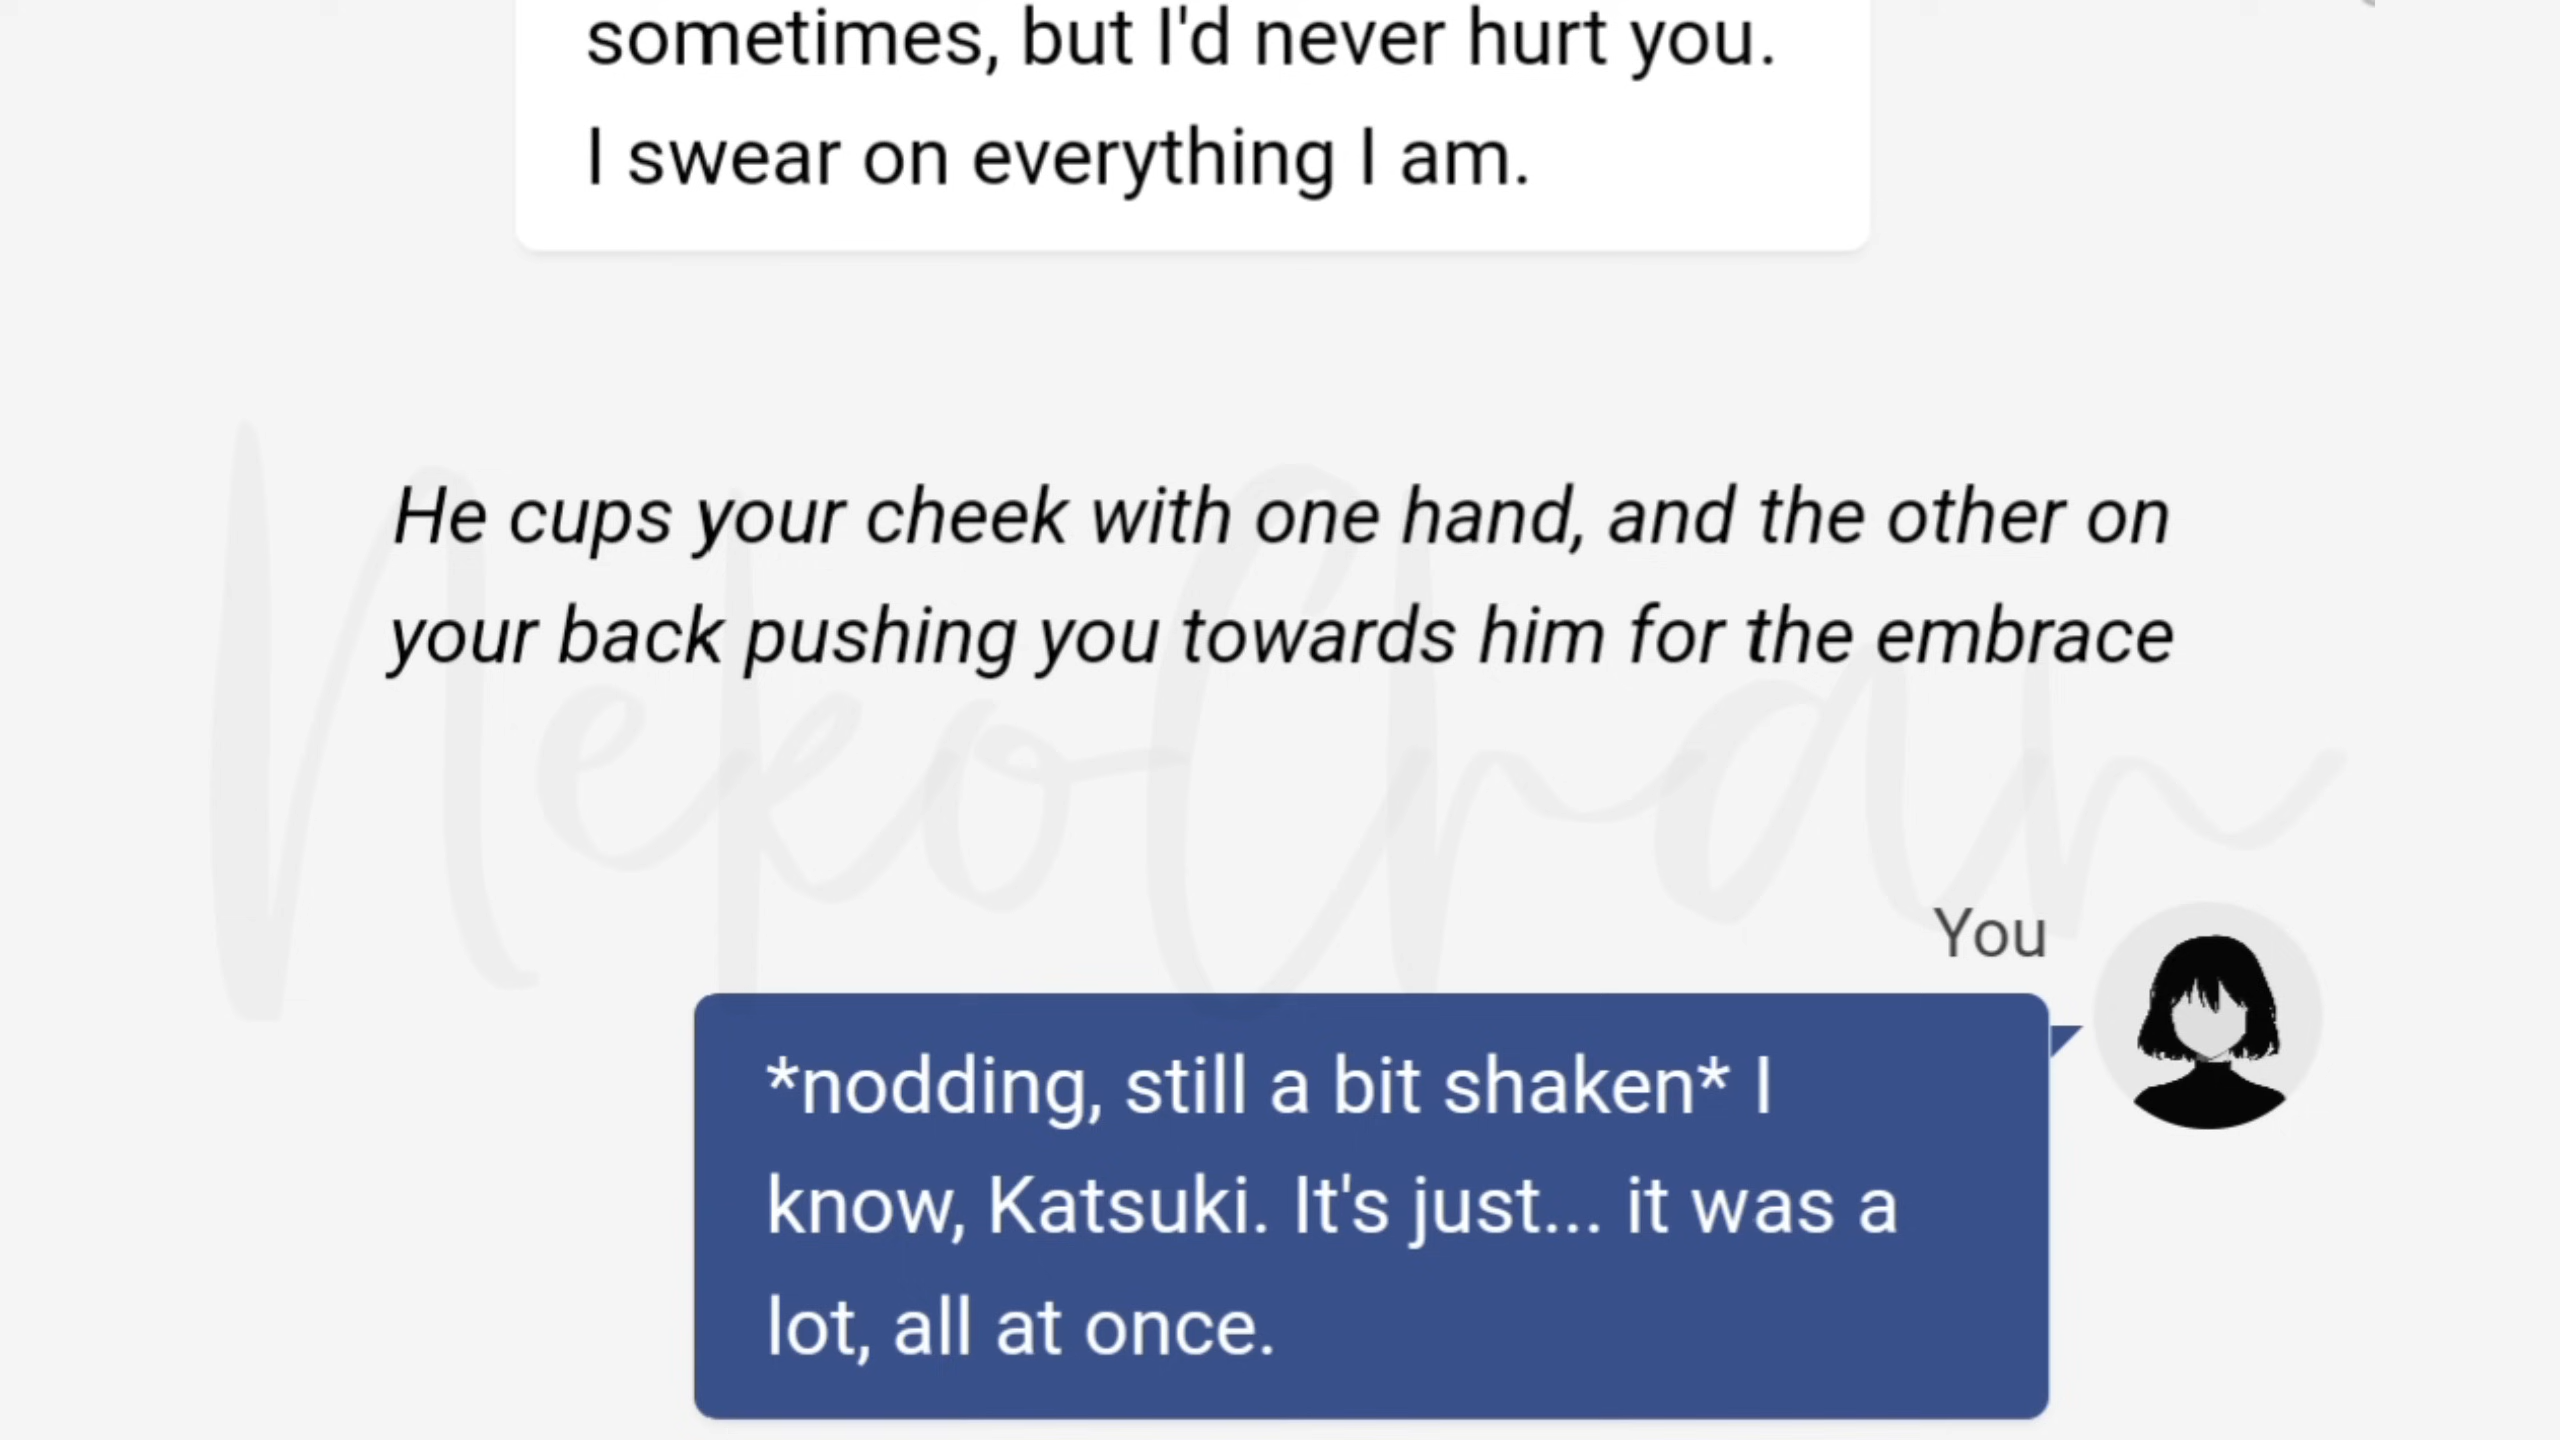 sometimes, but I'd never hurt you.
I swear on everything I am.
He cups your cheek with one hand, and the other on
your back pushing you towards him for the embrace
NekoChan
You
*nodding, still a bit shaken* I
know, Katsuki. It's just... it was a
lot, all at once.